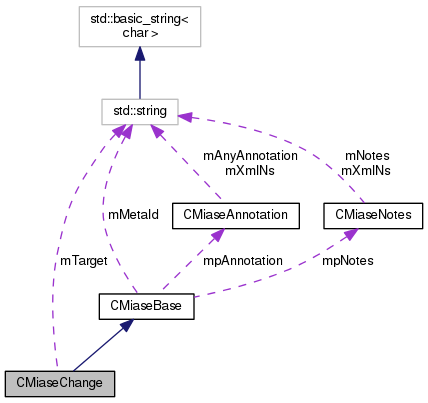 std::basic_string<
char >
std::string
mAnyAnnotation
mXmlNs
mNotes
mXmlNs
mMetaId
CMiaseAnnotation
CMiaseNotes
mTarget
mpAnnotation
mpNotes
CMiaseBase
CMiaseChange